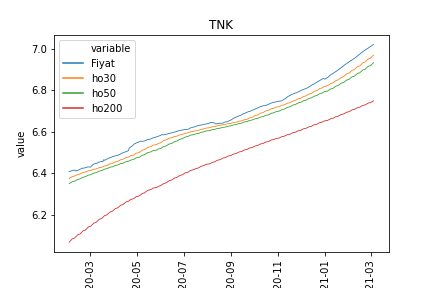 TNK
variable
Fiyat
ho30
ho50
ho200
value
7.0
6.8
6.6
6.4
6.2
20-03
20-05
20-07
20-09
20-11
21-01
21-03